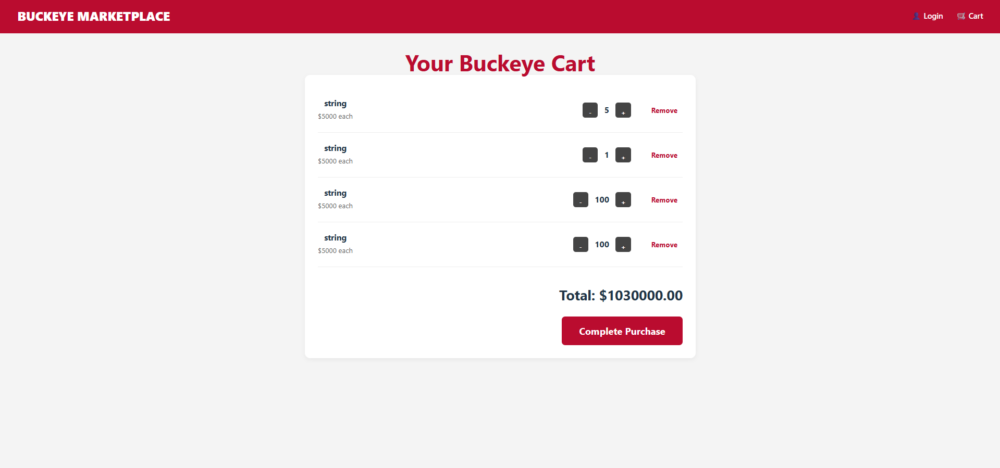 BUCKEYE MARKETPLACE
Login
Cart
Your Buckeye Cart
string
$5000 each
- 5 +
Remove
string
$5000 each
- 1 +
Remove
string
$5000 each
- 100 +
Remove
string
$5000 each
- 100 +
Remove
Total: $1030000.00
Complete Purchase